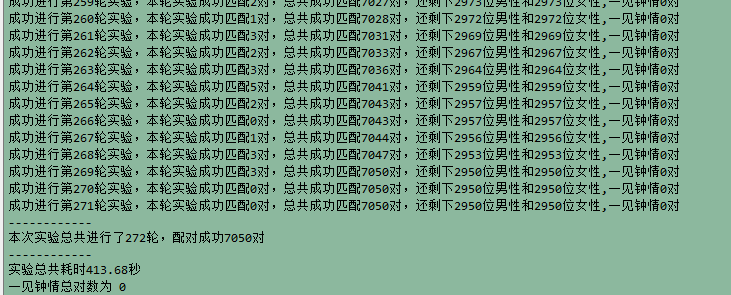 成功进行第259轮实验, 本轮实验成功匹配2对, 总共成功匹配7027对, 还剩下2973位男性和2973位女性,一见钟情0对
成功进行第260轮实验, 本轮实验成功匹配1对, 总共成功匹配7028对, 还剩下2972位男性和2972位女性,一见钟情0对
成功进行第261轮实验, 本轮实验成功匹配3对, 总共成功匹配7031对, 还剩下2969位男性和2969位女性,一见钟情0对
成功进行第262轮实验, 本轮实验成功匹配2对, 总共成功匹配7033对, 还剩下2967位男性和2967位女性,一见钟情0对
成功进行第263轮实验, 本轮实验成功匹配3对, 总共成功匹配7036对, 还剩下2964位男性和2964位女性,一见钟情0对
成功进行第264轮实验, 本轮实验成功匹配5对, 总共成功匹配7041对, 还剩下2959位男性和2959位女性,一见钟情0对
成功进行第265轮实验, 本轮实验成功匹配2对, 总共成功匹配7043对, 还剩下2957位男性和2957位女性,一见钟情0对
成功进行第266轮实验, 本轮实验成功匹配0对, 总共成功匹配7043对, 还剩下2957位男性和2957位女性,一见钟情0对
成功进行第267轮实验, 本轮实验成功匹配1对, 总共成功匹配7044对, 还剩下2956位男性和2956位女性,一见钟情0对
成功进行第268轮实验, 本轮实验成功匹配3对, 总共成功匹配7047对, 还剩下2953位男性和2953位女性,一见钟情0对
成功进行第269轮实验, 本轮实验成功匹配3对, 总共成功匹配7050对, 还剩下2950位男性和2950位女性,一见钟情0对
成功进行第270轮实验, 本轮实验成功匹配0对, 总共成功匹配7050对, 还剩下2950位男性和2950位女性,一见钟情0对
成功进行第271轮实验, 本轮实验成功匹配0对, 总共成功匹配7050对, 还剩下2950位男性和2950位女性,一见钟情0对
------------
本次实验总共进行了272轮, 配对成功7050对
------------
实验总共耗时413.68秒
一见钟情总对数为 0